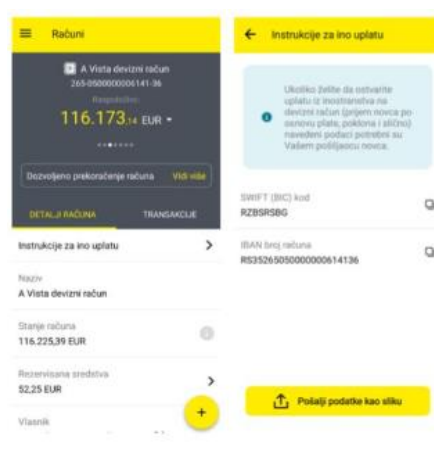 Računi
A Vista devizni račun
265-0500000006141-36
Raspoloživo
116.173,14 EUR
Dozvoljeno prekoračenje računa Vidi više
DETALJI RAČUNA TRANSAKCIJE
Instrukcije za ino uplatu
Naziv
A Vista devizni račun
Stanje računa
116.225,39 EUR
Rezervisana sredstva
52,25 EUR
Vlasnik
Instrukcije za ino uplatu
Ukoliko želite da ostvarite
uplatu iz inostranstva na
devizni račun (prijem novca po
osnovu plate, poklona i slično)
navedeni podaci potrebni su
Vašem pošiljaocu novca.
SWIFT (BIC) kod
RZBSRSBG
IBAN broj računa
RS35265050000000614136
Pošalji podatke kao sliku